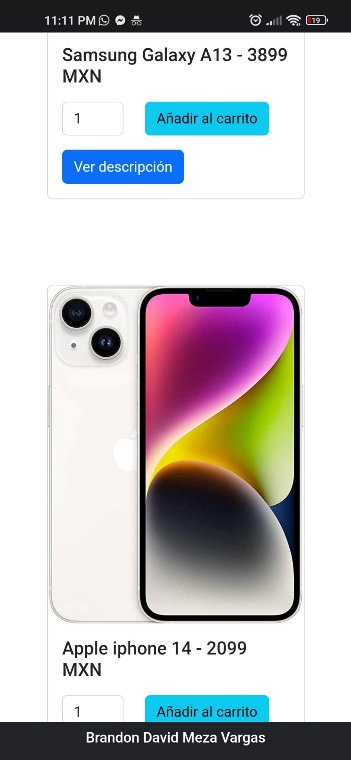 11:11 PM 19
Samsung Galaxy A13 - 3899
MXN
1 Añadir al carrito
Ver descripción
Apple iphone 14 - 2099
MXN
1 Añadir al carrito
Brandon David Meza Vargas